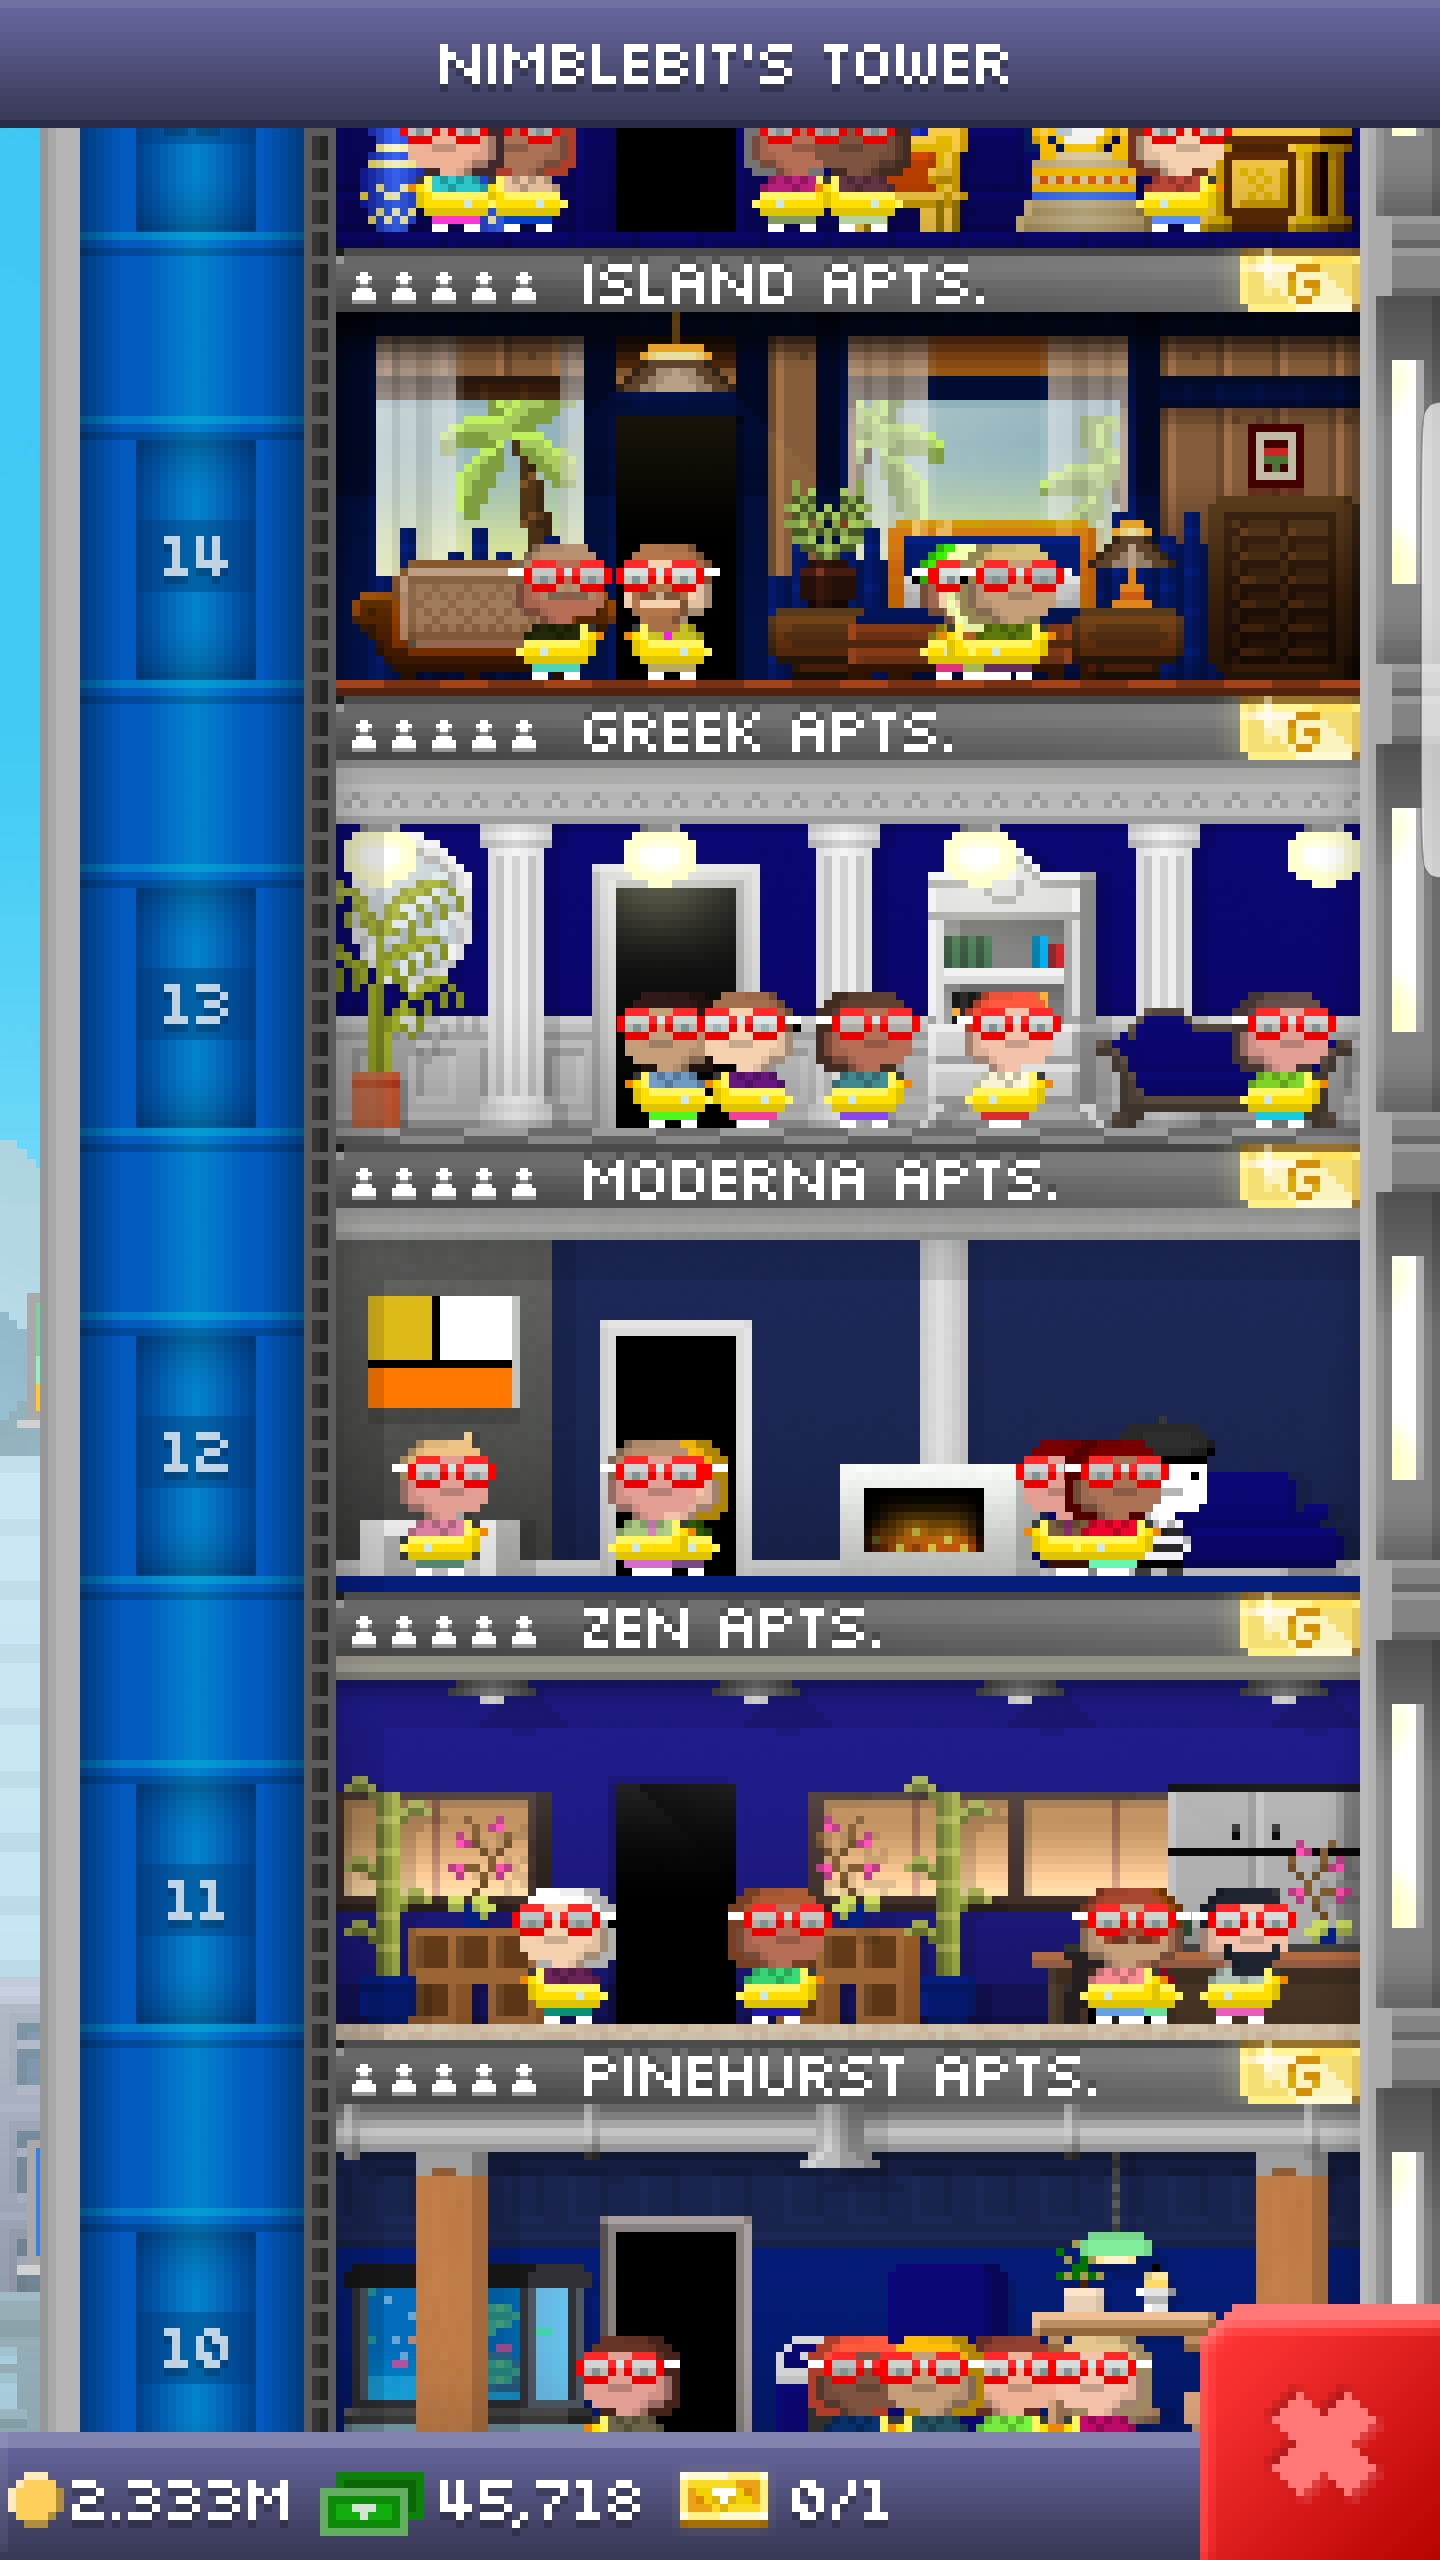 NIMBLEBIT'S TOWER
ISLAND APTS. G
14
GREEK APTS. G
13
MODERNA APTS. G
12
ZEN APTS. G
11
PINEHURST APTS. G
10
2.333M 45,718 0/1